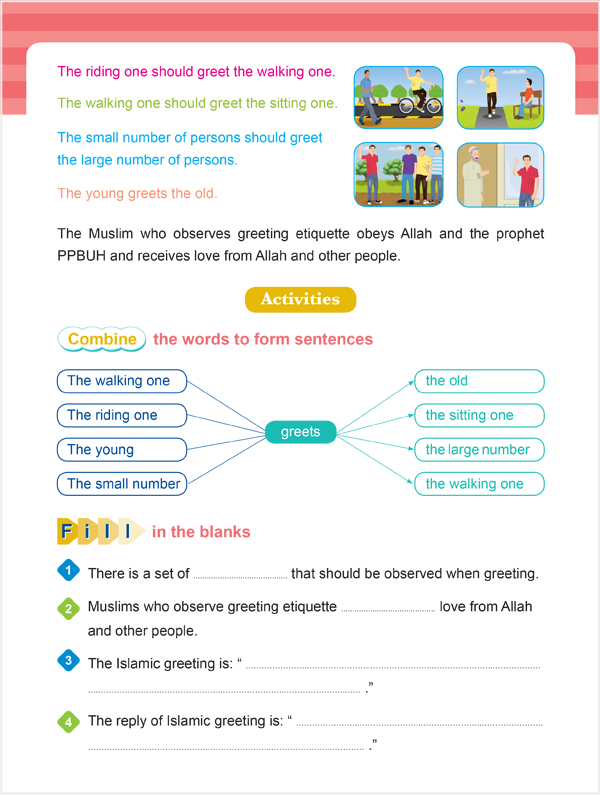 The riding one should greet the walking one.
The walking one should greet the sitting one.
The small number of persons should greet
the large number of persons.
The young greets the old.
The Muslim who observes greeting etiquette obeys Allah and the prophet
PPBUH and receives love from Allah and other people.
Activities
Combine the words to form sentences
The walking one
The riding one
The young
The small number
greets
the old
the sitting one
the large number
the walking one
Fill in the blanks
1 There is a set of ........................................ that should be observed when greeting.
2 Muslims who observe greeting etiquette ........................................ love from Allah
and other people.
3 The Islamic greeting is: “ ........................................
........................................ .”
4 The reply of Islamic greeting is: “ ........................................
........................................ .”